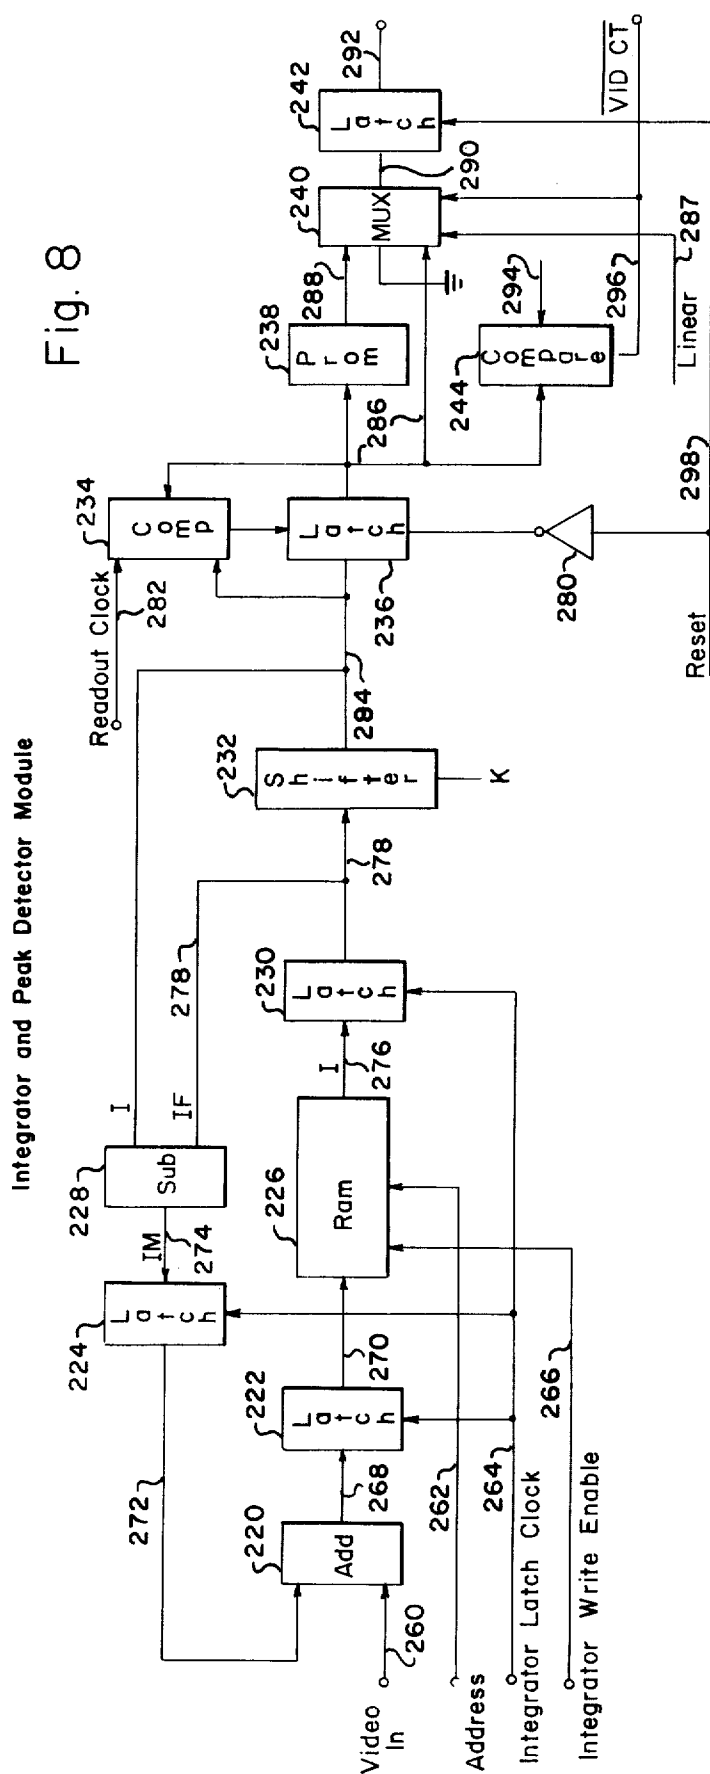 Fig. 8
Integrator and Peak Detector Module
Video In
260
Address
262
Integrator Latch Clock
264
Integrator Write Enable
266
220
Add
268
222
Latch
270
272
224
Latch
IM
274
228
Sub
I
IF
278
226
Ram
I
276
230
Latch
278
232
Shifter
K
284
Readout Clock
282
234
Comp
236
Latch
280
Reset
298
286
238
Prom
288
240
MUX
290
242
Latch
292
244
Compare
294
296
VID CT
Linear
287